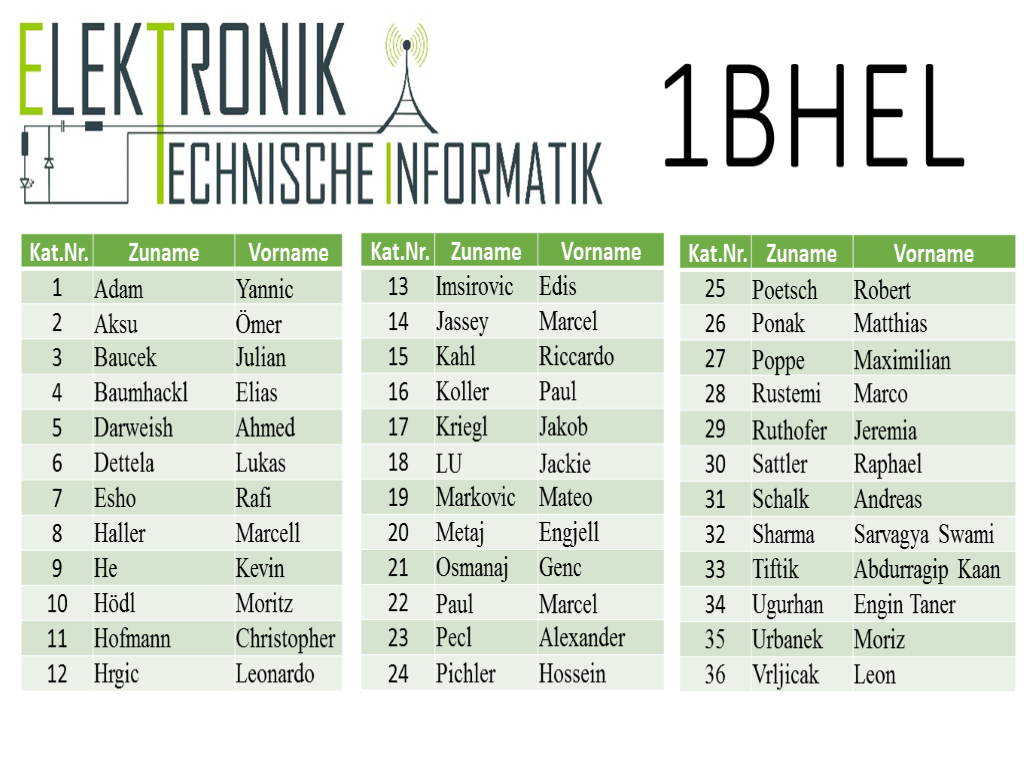 ELEKTRONIK
TECHNISCHE INFORMATIK
1BHEL
Kat.Nr. Zuname Vorname
1 Adam Yannic
2 Aksu Ömer
3 Baucek Julian
4 Baumhackl Elias
5 Darweish Ahmed
6 Dettela Lukas
7 Esho Rafi
8 Haller Marcell
9 He Kevin
10 Hödl Moritz
11 Hofmann Christopher
12 Hrgic Leonardo
Kat.Nr. Zuname Vorname
13 Imsirovic Edis
14 Jassey Marcel
15 Kahl Riccardo
16 Koller Paul
17 Kriegl Jakob
18 LU Jackie
19 Markovic Mateo
20 Metaj Engjell
21 Osmanaj Genc
22 Paul Marcel
23 Pecl Alexander
24 Pichler Hossein
Kat.Nr. Zuname Vorname
25 Poetsch Robert
26 Ponak Matthias
27 Poppe Maximilian
28 Rustemi Marco
29 Ruthofer Jeremia
30 Sattler Raphael
31 Schalk Andreas
32 Sharma Sarvagya Swami
33 Tiftik Abdurragip Kaan
34 Ugurhan Engin Taner
35 Urbanek Moriz
36 Vrljicak Leon